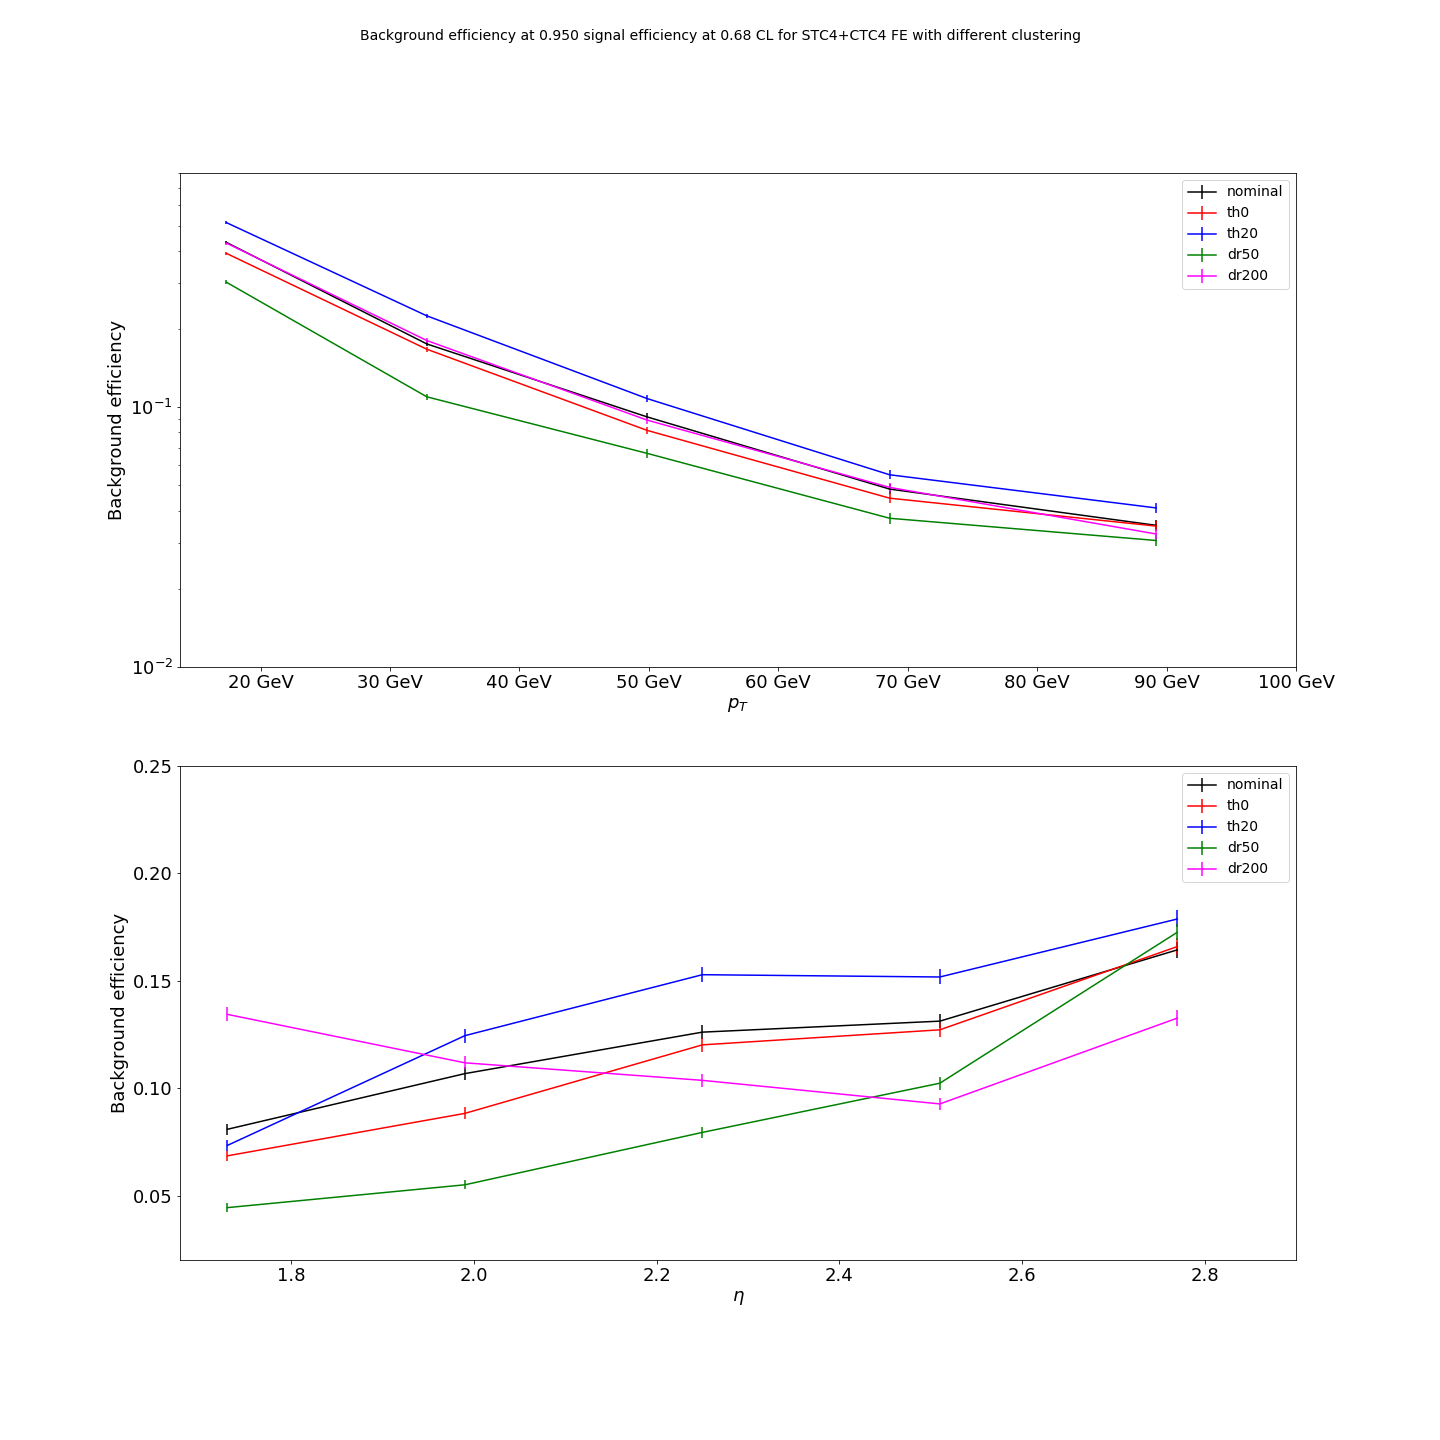 Background efficiency at 0.950 signal efficiency at 0.68 CL for STC4+CTC4 FE with different clustering
nominal
th0
th20
dr50
dr200
Background efficiency
10⁻¹
10⁻²
20 GeV 30 GeV 40 GeV 50 GeV 60 GeV 70 GeV 80 GeV 90 GeV 100 GeV
p_T
0.25
0.20
0.15
0.10
0.05
nominal
th0
th20
dr50
dr200
Background efficiency
1.8 2.0 2.2 2.4 2.6 2.8
η